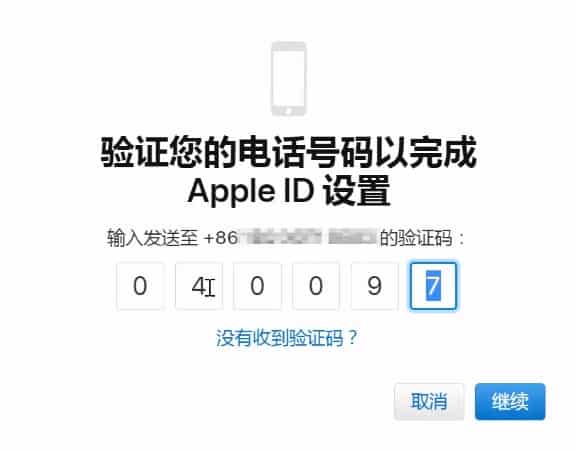 验证您的电话号码以完成
Apple ID 设置
输入发送至 +86 的验证码：
0 4 0 0 9 7
没有收到验证码？
取消 继续